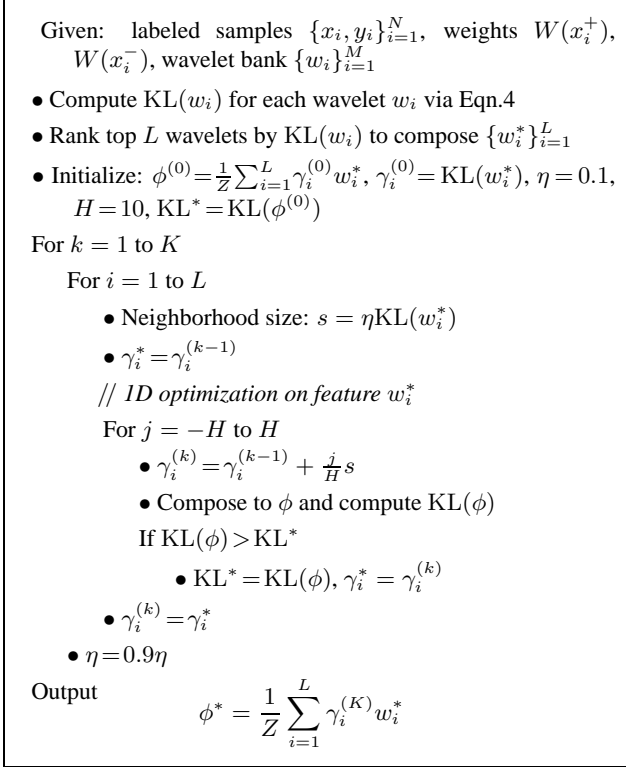 Given: labeled samples {x_i, y_i}_{i=1}^N, weights W(x_i^+),
W(x_i^-), wavelet bank {w_i}_{i=1}^M
• Compute KL(w_i) for each wavelet w_i via Eqn.4
• Rank top L wavelets by KL(w_i) to compose {w_i^*}_{i=1}^L
• Initialize: ϕ^{(0)} = \frac{1}{Z} ∑_{i=1}^L γ_i^{(0)} w_i^*, γ_i^{(0)} = KL(w_i^*), η = 0.1,
H = 10, KL^* = KL(ϕ^{(0)})
For k = 1 to K
For i = 1 to L
• Neighborhood size: s = ηKL(w_i^*)
• γ_i^* = γ_i^{(k−1)}
// 1D optimization on feature w_i^*
For j = −H to H
• γ_i^{(k)} = γ_i^{(k−1)} + \frac{j}{H} s
• Compose to ϕ and compute KL(ϕ)
If KL(ϕ) > KL^*
• KL^* = KL(ϕ), γ_i^* = γ_i^{(k)}
• γ_i^{(k)} = γ_i^*
• η = 0.9η
Output
ϕ^* = \frac{1}{Z} ∑_{i=1}^L γ_i^{(K)} w_i^*